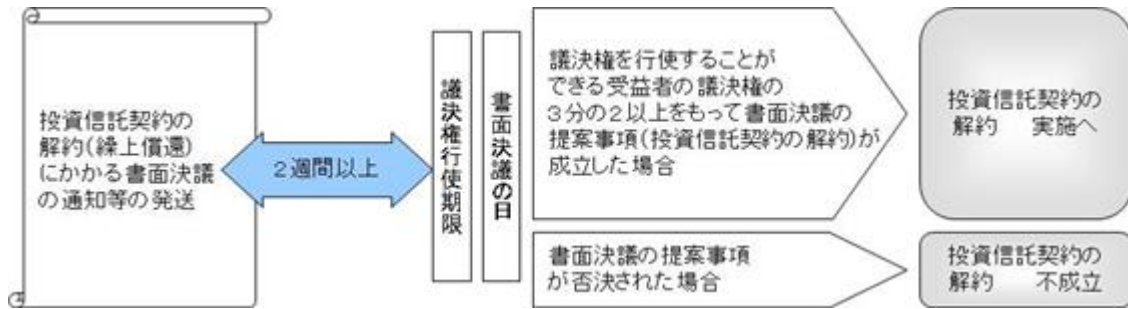 投資信託契約の
解約(繰上償還)
にかかる書面決議
の通知等の発送
２週間以上
議決権行使期限
書面決議の日
議決権を行使することが
できる受益者の議決権の
３分の２以上をもって書面決議の
提案事項(投資信託契約の解約)が
成立した場合
投資信託契約の
解約　実施へ
書面決議の提案事項
が否決された場合
投資信託契約の
解約　不成立